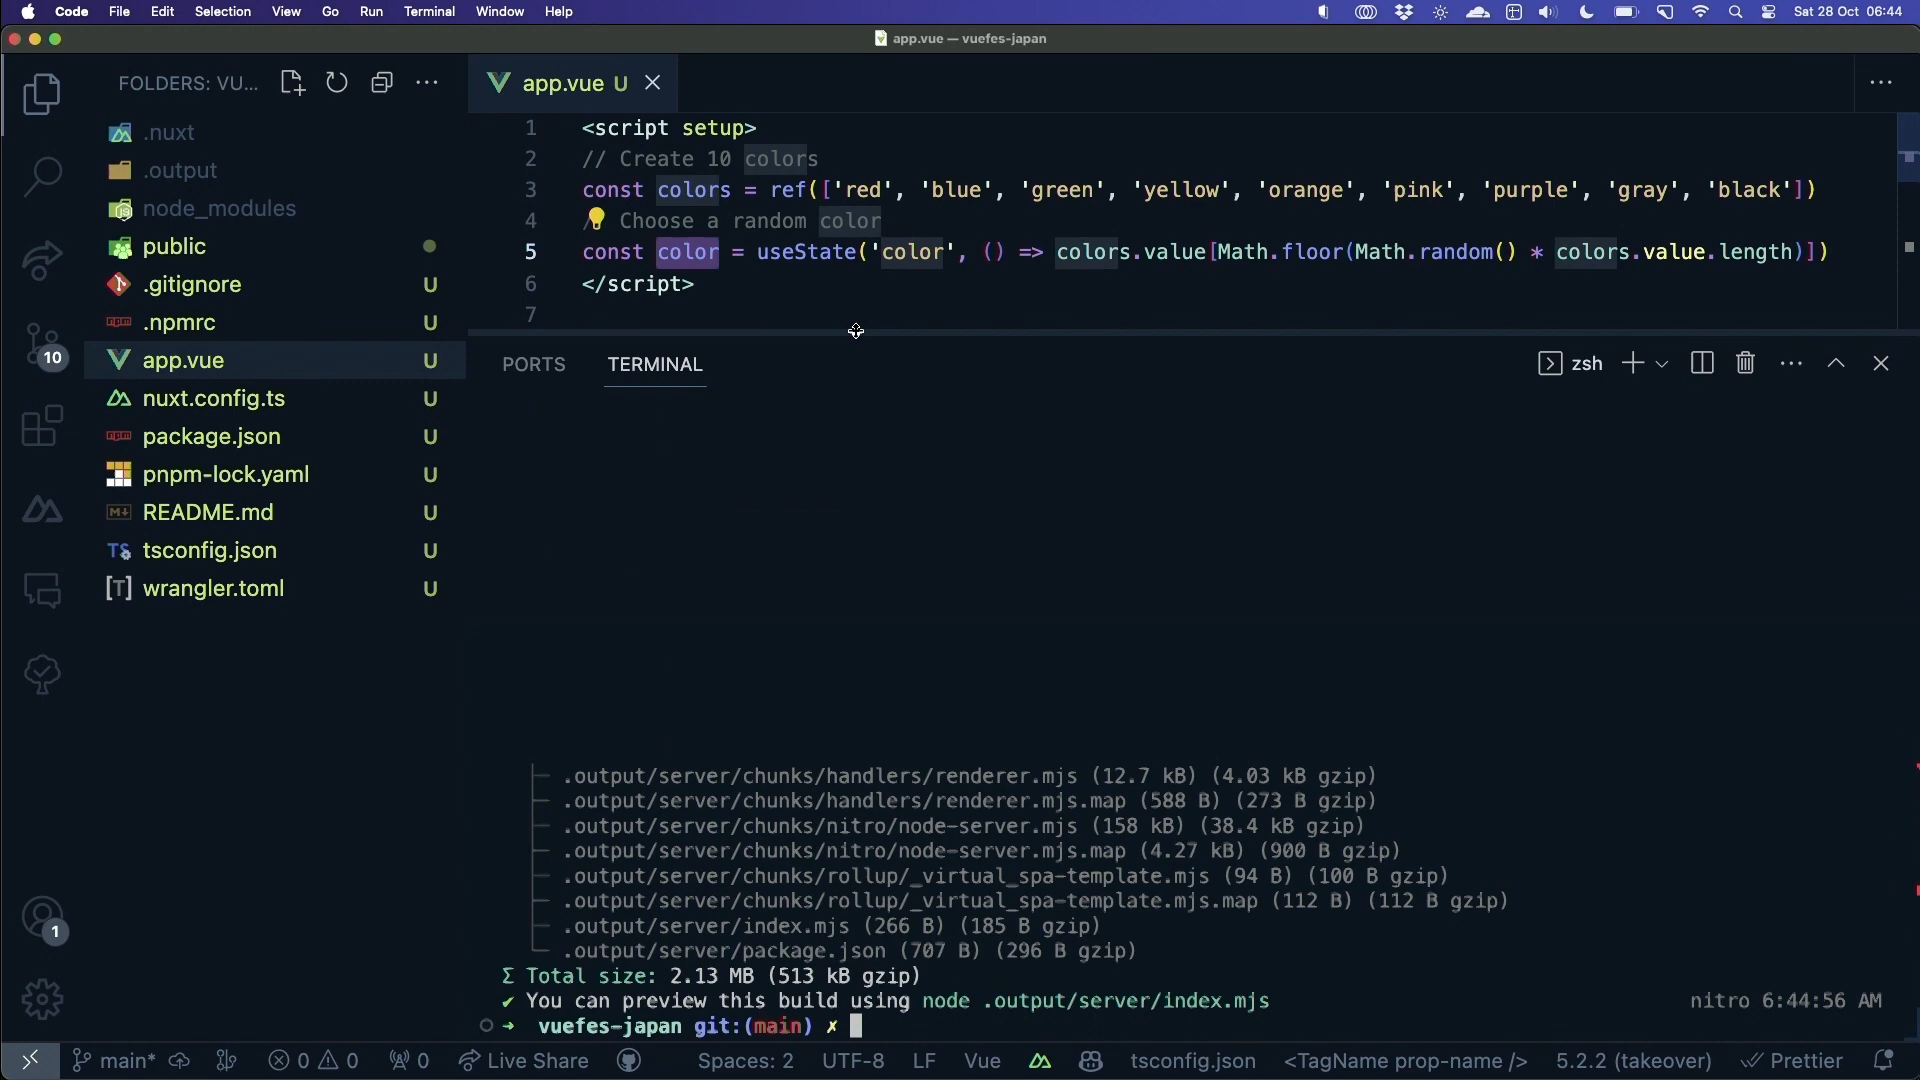 Code File Edit Selection View Go Run Terminal Window Help Sat 28 Oct 06:44
app.vue — vuefes-japan
FOLDERS: VU...
.nuxt
.output
node_modules
public
.gitignore U
.npmrc U
app.vue U
nuxt.config.ts U
package.json U
pnpm-lock.yaml U
README.md U
tsconfig.json U
wrangler.toml U
10
1
app.vue U
1 <script setup>
2 // Create 10 colors
3 const colors = ref(['red', 'blue', 'green', 'yellow', 'orange', 'pink', 'purple', 'gray', 'black'])
4 / Choose a random color
5 const color = useState('color', () => colors.value[Math.floor(Math.random() * colors.value.length)])
6 </script>
7
PORTS TERMINAL zsh
.output/server/chunks/handlers/renderer.mjs (12.7 kB) (4.03 kB gzip)
.output/server/chunks/handlers/renderer.mjs.map (588 B) (273 B gzip)
.output/server/chunks/nitro/node-server.mjs (158 kB) (38.4 kB gzip)
.output/server/chunks/nitro/node-server.mjs.map (4.27 kB) (900 B gzip)
.output/server/chunks/rollup/_virtual_spa-template.mjs (94 B) (100 B gzip)
.output/server/chunks/rollup/_virtual_spa-template.mjs.map (112 B) (112 B gzip)
.output/server/index.mjs (266 B) (185 B gzip)
.output/server/package.json (707 B) (296 B gzip)
Σ Total size: 2.13 MB (513 kB gzip)
✔ You can preview this build using node .output/server/index.mjs nitro 6:44:56 AM
➜ vuefes-japan git:(main) ✗
main* 0 0 0 Live Share Spaces: 2 UTF-8 LF Vue tsconfig.json <TagName prop-name /> 5.2.2 (takeover) Prettier